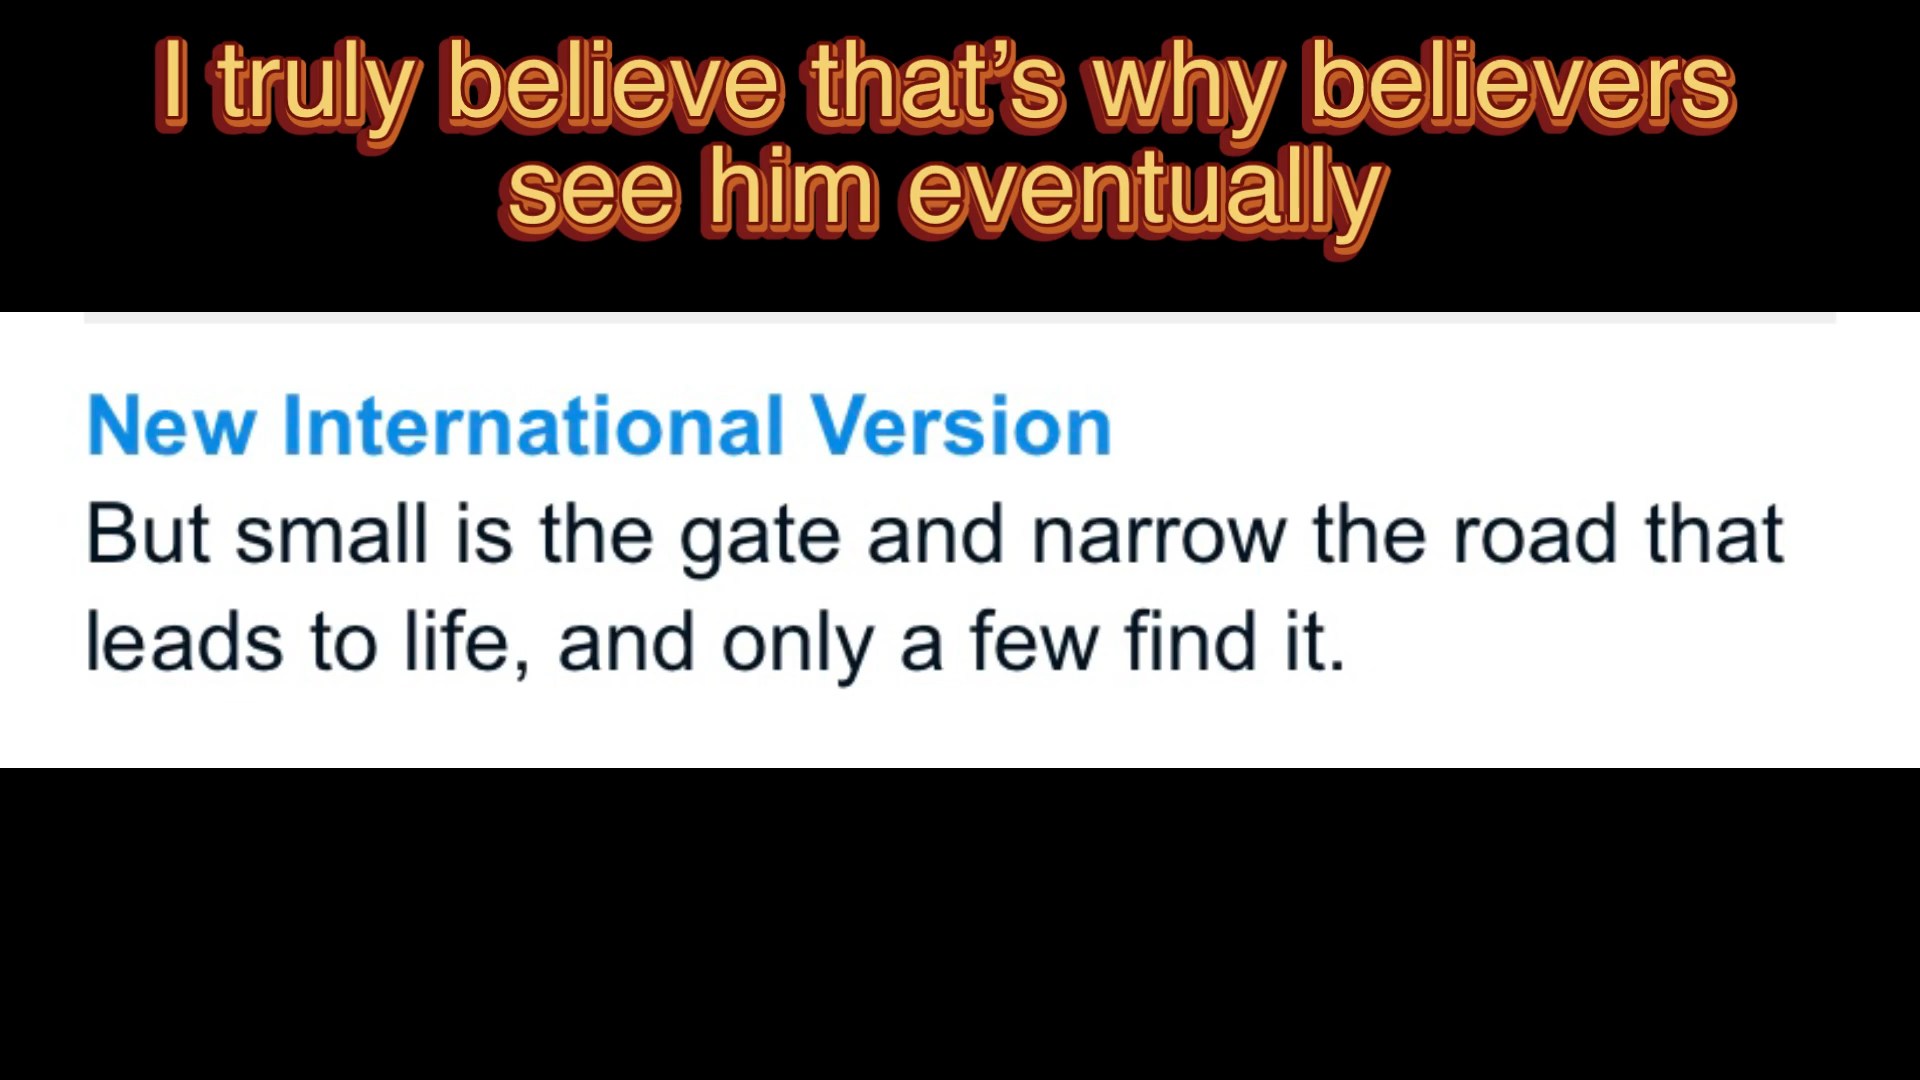 I truly believe that’s why believers
see him eventually
New International Version
But small is the gate and narrow the road that
leads to life, and only a few find it.